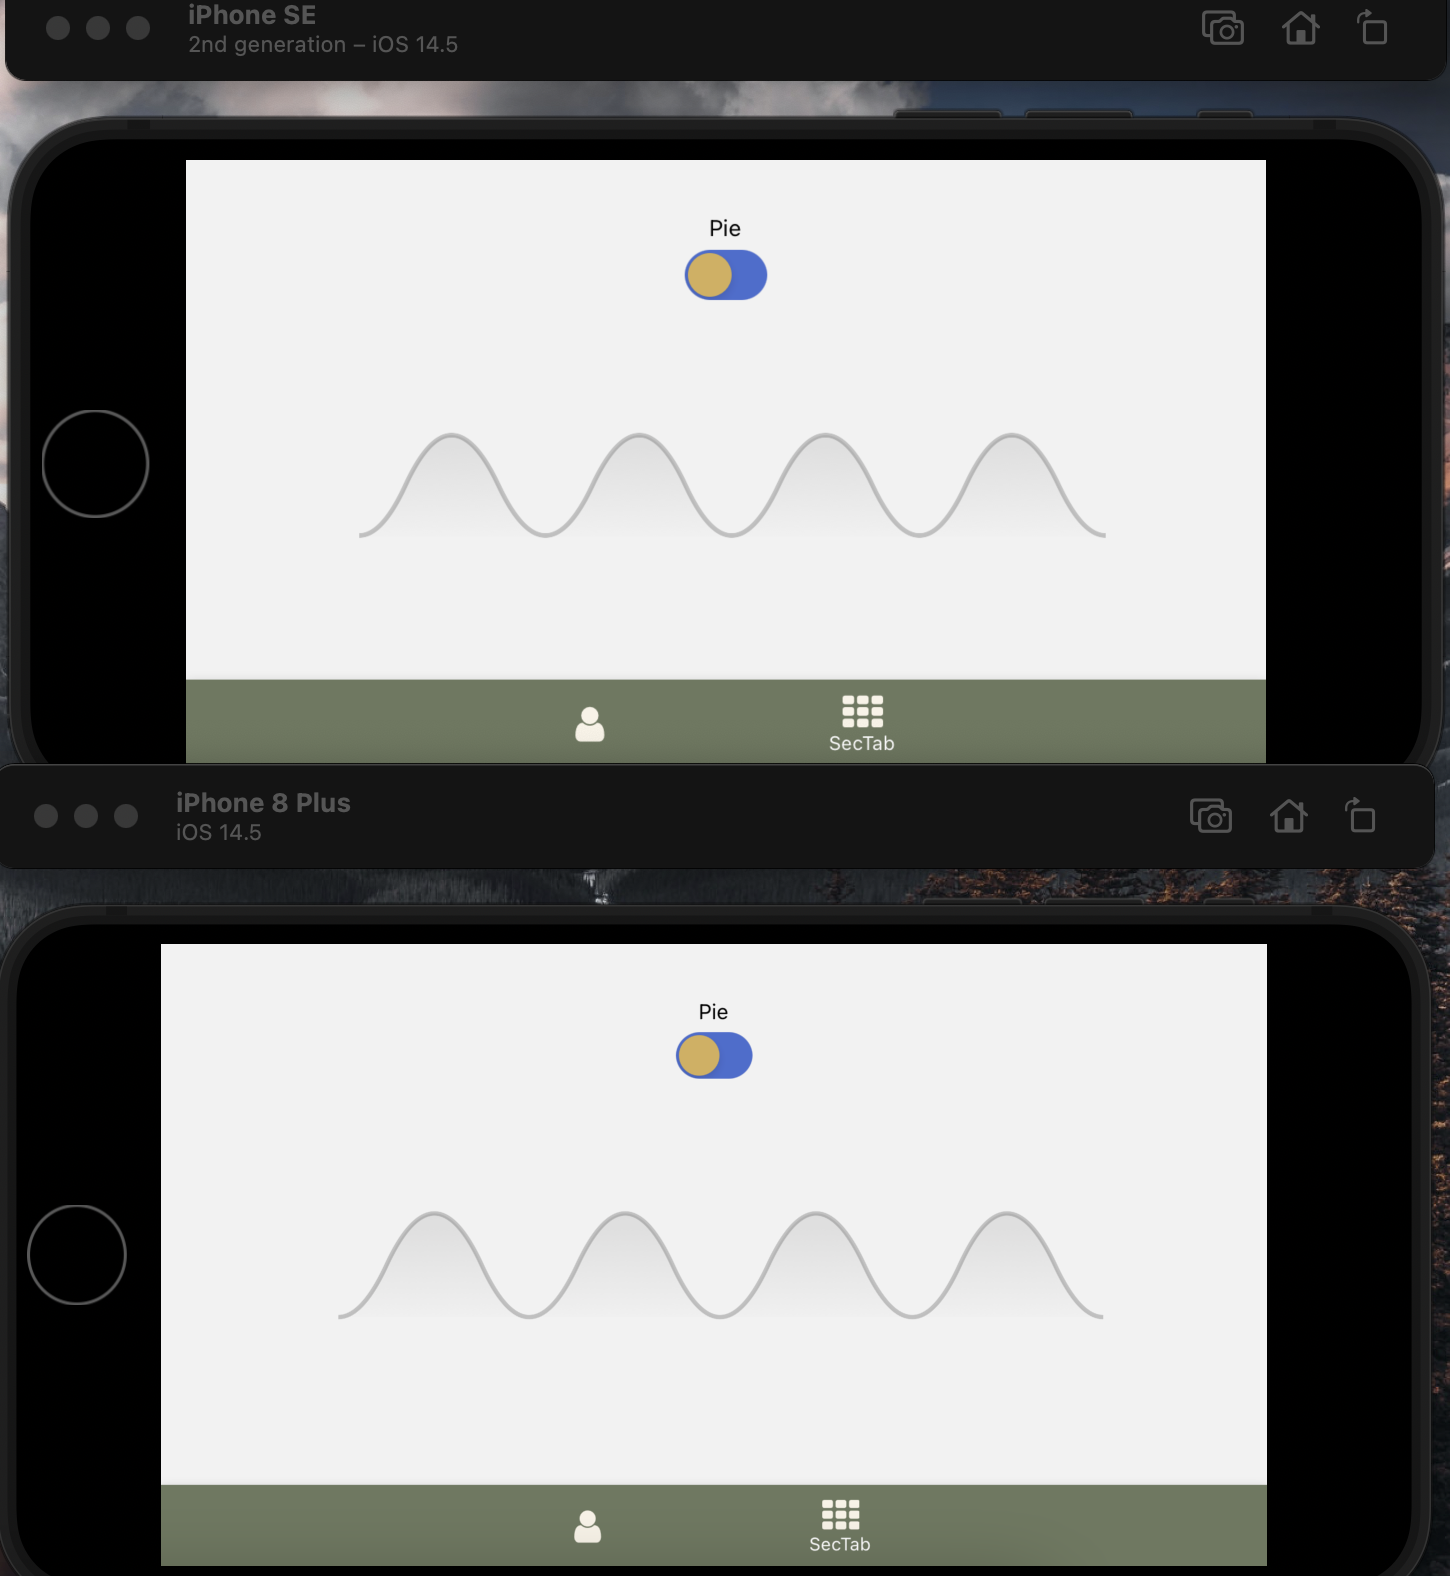 iPhone SE
2nd generation – iOS 14.5
Pie
SecTab
iPhone 8 Plus
iOS 14.5
Pie
SecTab